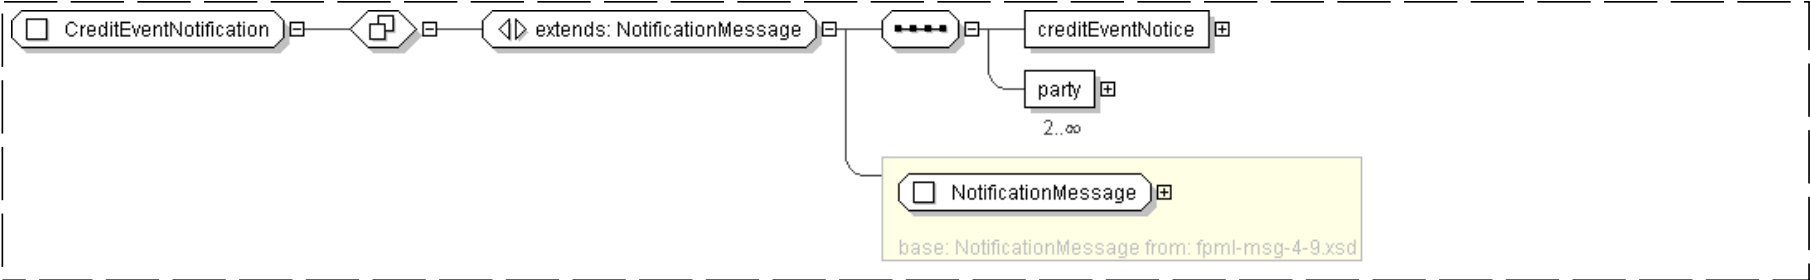 CreditEventNotification
extends: NotificationMessage
creditEventNotice
party
2..∞
NotificationMessage
base: NotificationMessage from: fpml-msg-4-9.xsd